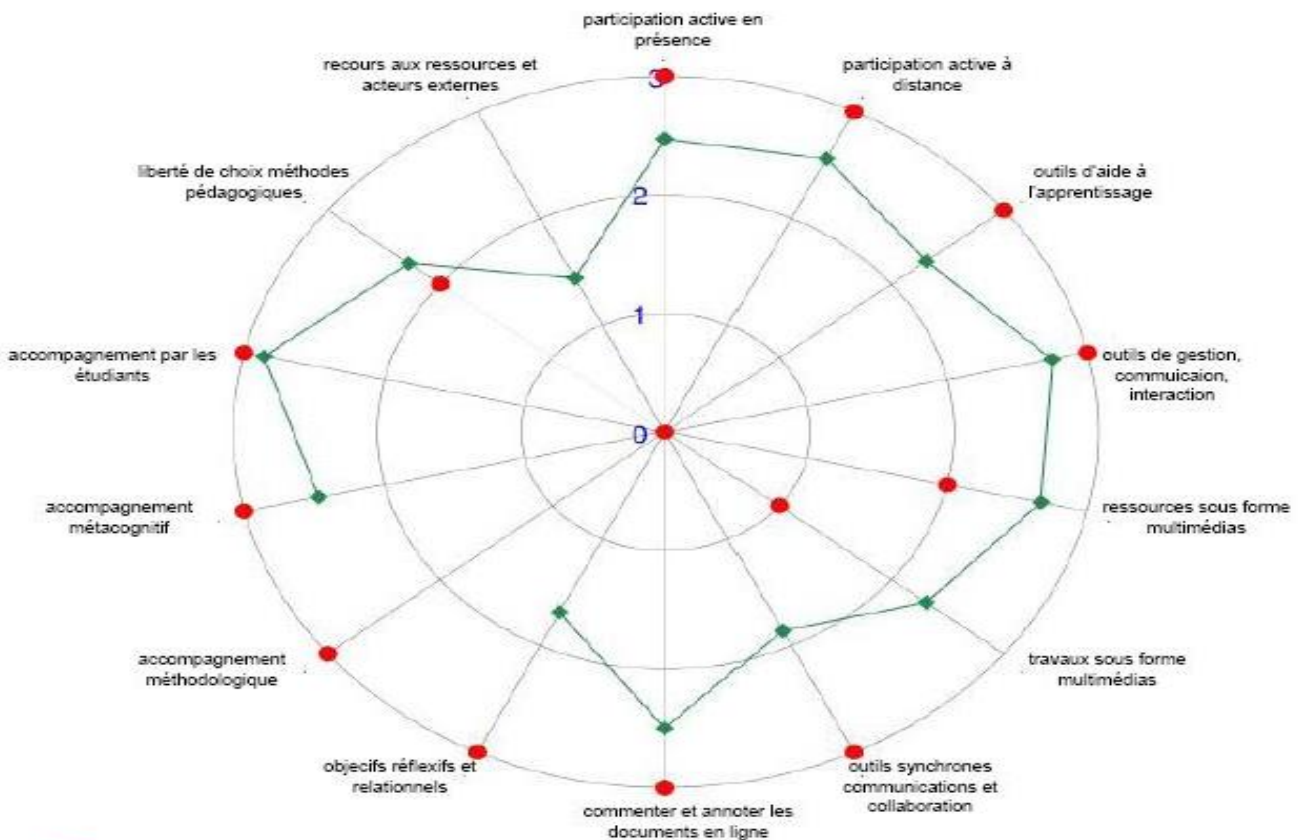 participation active en
présence
participation active à
distance
outils d'aide à
l'apprentissage
outils de gestion,
commuicaion,
interaction
ressources sous forme
multimédias
travaux sous forme
multimédias
outils synchrones
communications et
collaboration
commenter et annoter les
documents en ligne
objecifs réflexifs et
relationnels
accompagnement
méthodologique
accompagnement
métacognitif
accompagnement par les
étudiants
liberté de choix méthodes
pédagogiques
recours aux ressources et
acteurs externes
3
2
1
0